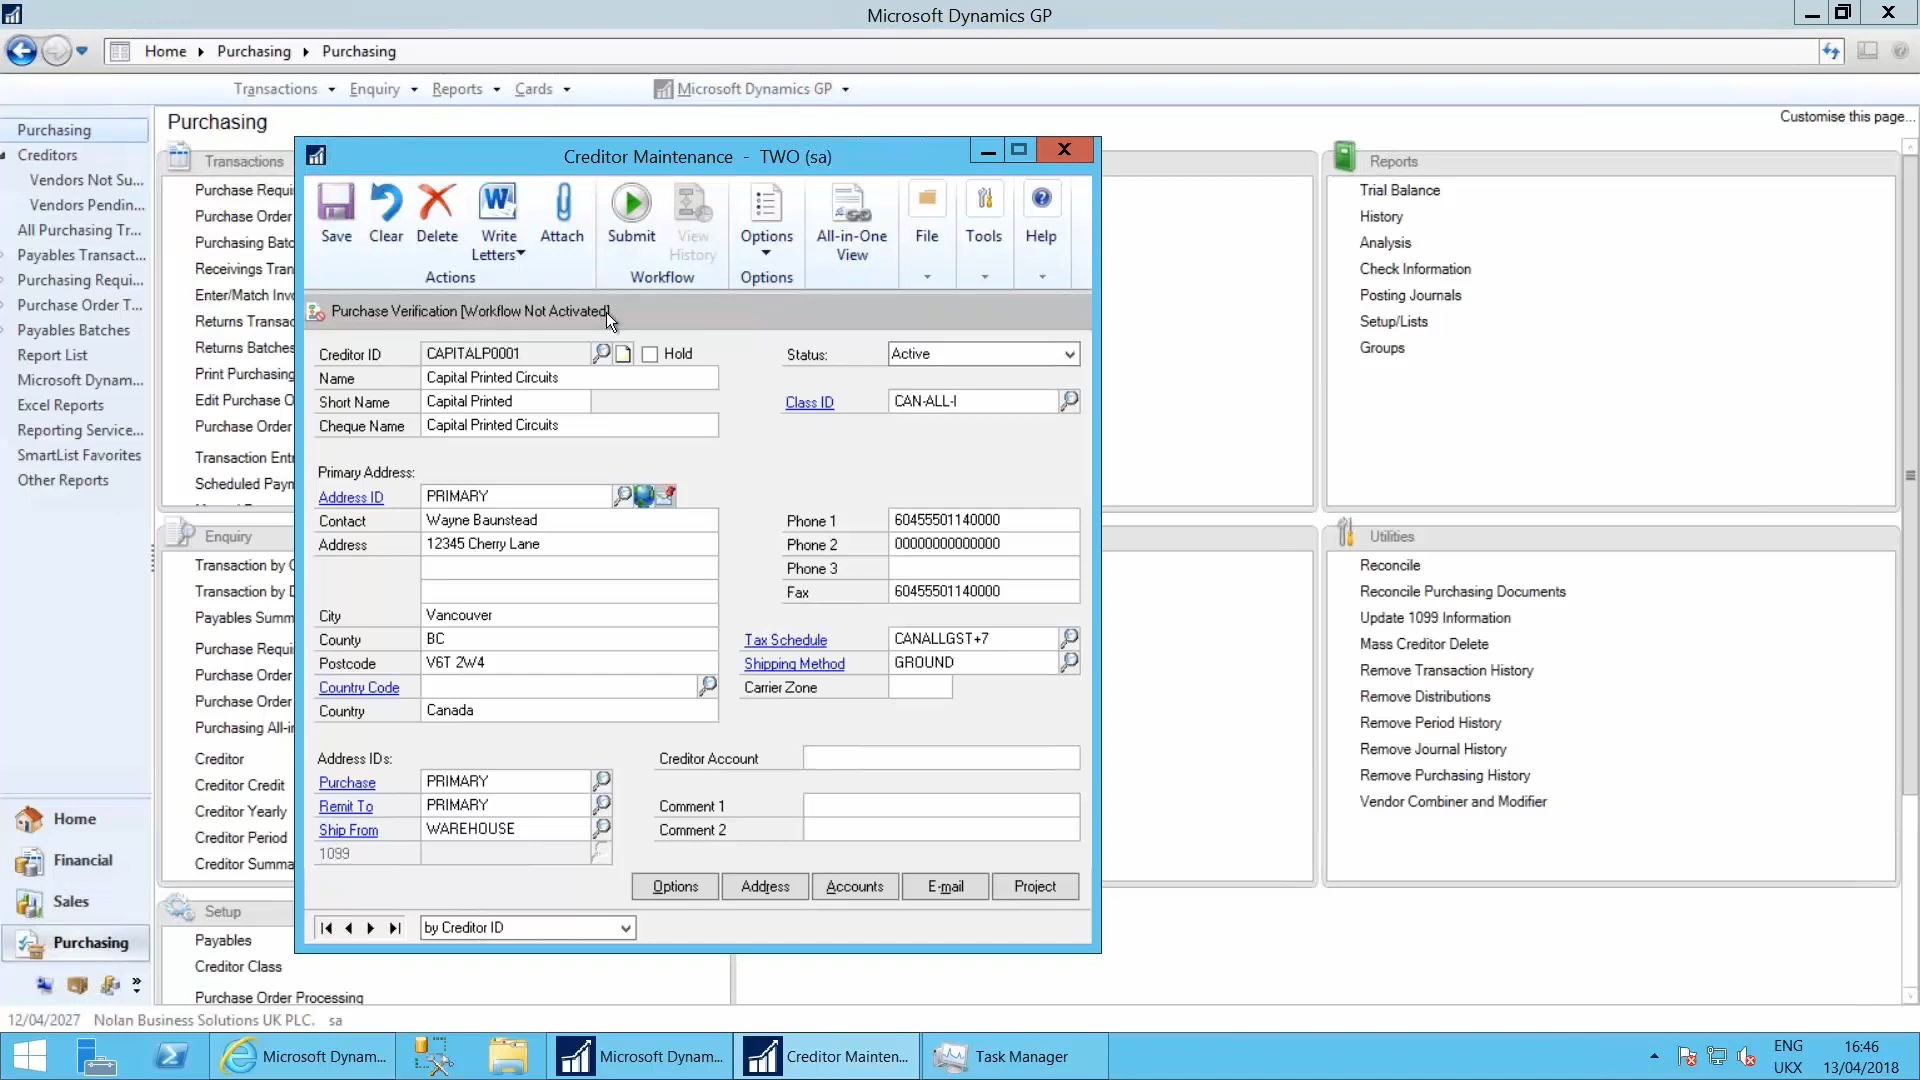 Microsoft Dynamics GP
Home Purchasing Purchasing
Transactions Enquiry Reports Cards Microsoft Dynamics GP
Customise this page...
Purchasing
Creditors
Vendors Not Su...
Vendors Pendin...
All Purchasing Tr...
Payables Transact...
Purchasing Requi...
Purchase Order T...
Payables Batches
Report List
Microsoft Dynam...
Excel Reports
Reporting Service...
SmartList Favorites
Other Reports
Home
Financial
Sales
Purchasing
Purchasing
Transactions
Purchase Requi
Purchase Order
Purchasing Batc
Receivings Tran
Enter/Match Invo
Returns Transac
Returns Batches
Print Purchasing
Edit Purchase O
Purchase Order
Transaction Ent
Scheduled Paym
Enquiry
Transaction by C
Transaction by D
Payables Summ
Purchase Requi
Purchase Order
Purchase Order
Purchasing All-in
Creditor
Creditor Credit
Creditor Yearly
Creditor Period
Creditor Summa
Setup
Payables
Creditor Class
Purchase Order Processing
Creditor Maintenance - TWO (sa)
Save Clear Delete Write Letters Attach
Actions
Submit View History
Workflow
Options
Options
All-in-One View
File
Tools
Help
Purchase Verification [Workflow Not Activated]
Creditor ID CAPITALP0001 Hold
Name Capital Printed Circuits
Short Name Capital Printed
Cheque Name Capital Printed Circuits
Status: Active
Class ID CAN-ALL-I
Primary Address:
Address ID PRIMARY
Contact Wayne Baunstead
Address 12345 Cherry Lane
City Vancouver
County BC
Postcode V6T 2W4
Country Code
Country Canada
Phone 1 60455501140000
Phone 2 00000000000000
Phone 3
Fax 60455501140000
Tax Schedule CANALLGST+7
Shipping Method GROUND
Carrier Zone
Address IDs:
Purchase PRIMARY
Remit To PRIMARY
Ship From WAREHOUSE
1099
Creditor Account
Comment 1
Comment 2
Options Address Accounts E-mail Project
by Creditor ID
Reports
Trial Balance
History
Analysis
Check Information
Posting Journals
Setup/Lists
Groups
Utilities
Reconcile
Reconcile Purchasing Documents
Update 1099 Information
Mass Creditor Delete
Remove Transaction History
Remove Distributions
Remove Period History
Remove Journal History
Remove Purchasing History
Vendor Combiner and Modifier
12/04/2027 Nolan Business Solutions UK PLC. sa
Microsoft Dynam... Microsoft Dynam... Creditor Mainten... Task Manager
ENG
UKX
16:46
13/04/2018